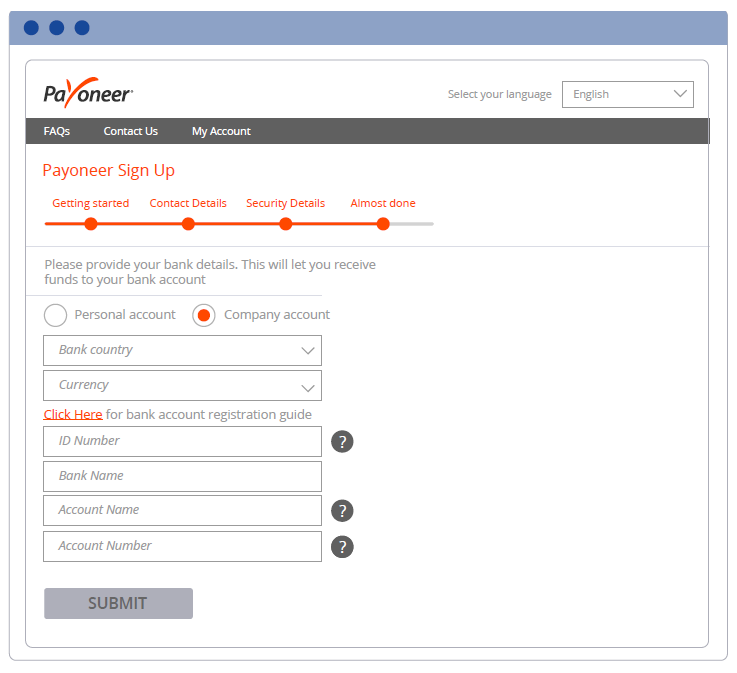 Payoneer
Select your language English
FAQs Contact Us My Account
Payoneer Sign Up
Getting started Contact Details Security Details Almost done
Please provide your bank details. This will let you receive
funds to your bank account
Personal account Company account
Bank country
Currency
Click Here for bank account registration guide
ID Number ?
Bank Name
Account Name ?
Account Number ?
SUBMIT